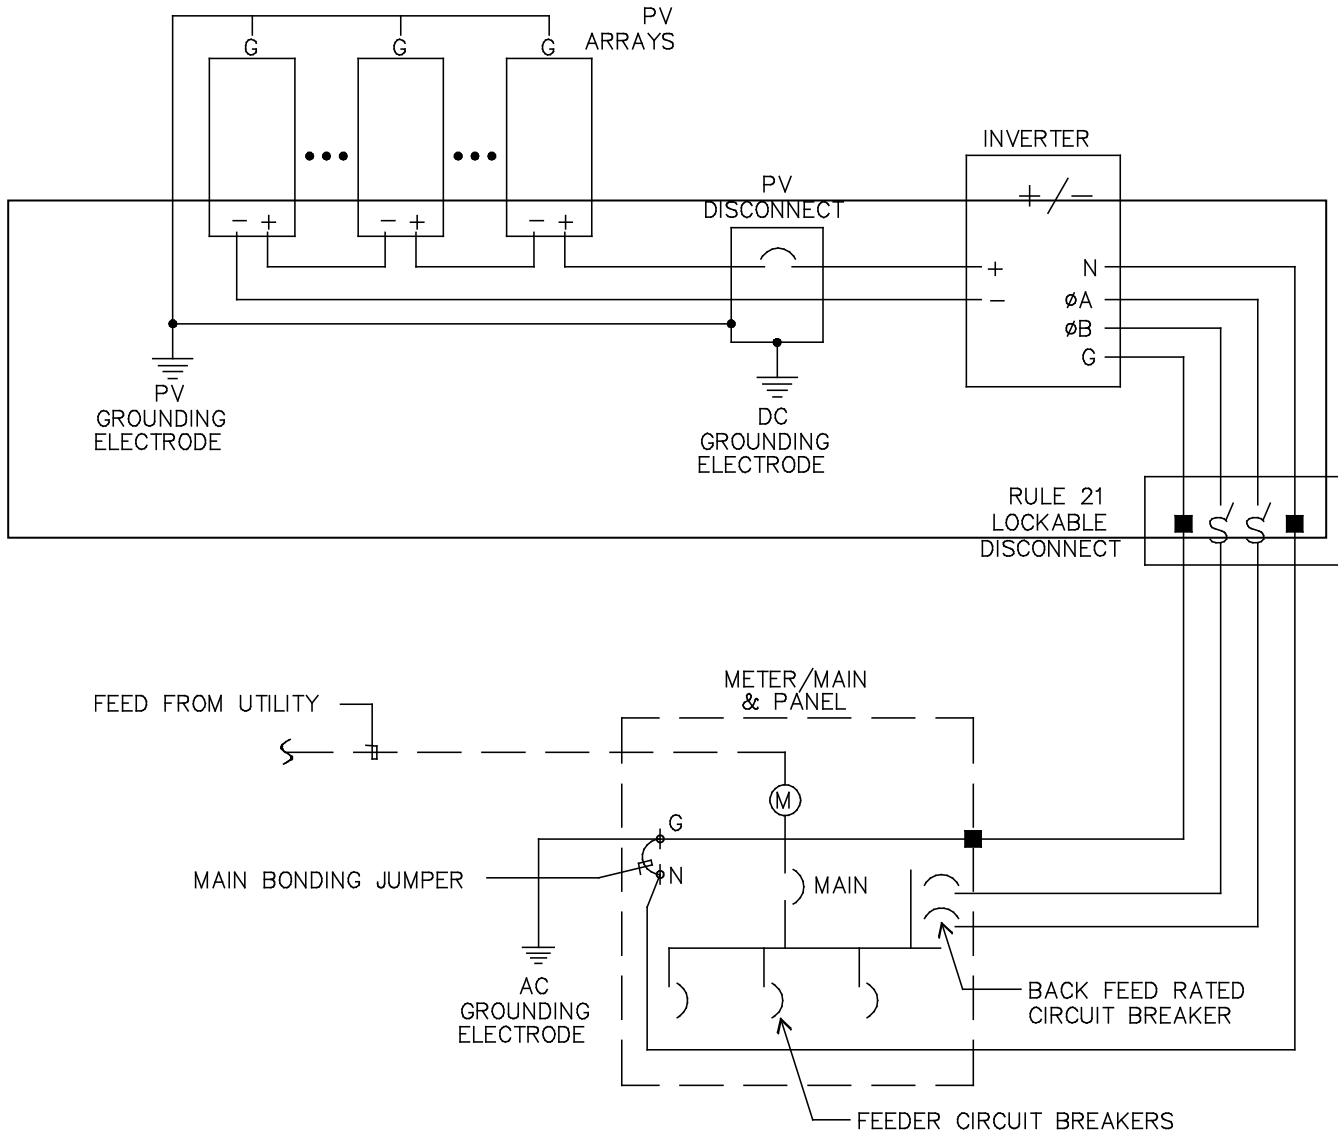 PV
ARRAYS
G
G
G
INVERTER
+/−
PV
DISCONNECT
− +
− +
− +
+
−
N
øA
øB
G
PV
GROUNDING
ELECTRODE
DC
GROUNDING
ELECTRODE
RULE 21
LOCKABLE
DISCONNECT
METER/MAIN
& PANEL
FEED FROM UTILITY
M
G
N
MAIN BONDING JUMPER
MAIN
AC
GROUNDING
ELECTRODE
BACK FEED RATED
CIRCUIT BREAKER
FEEDER CIRCUIT BREAKERS